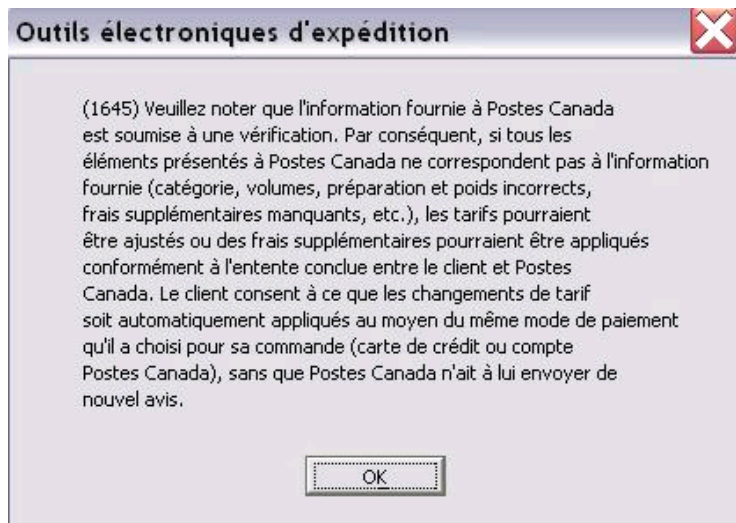 Outils électroniques d'expédition
(1645) Veuillez noter que l'information fournie à Postes Canada
est soumise à une vérification. Par conséquent, si tous les
éléments présentés à Postes Canada ne correspondent pas à l'information
fournie (catégorie, volumes, préparation et poids incorrects,
frais supplémentaires manquants, etc.), les tarifs pourraient
être ajustés ou des frais supplémentaires pourraient être appliqués
conformément à l'entente conclue entre le client et Postes
Canada. Le client consent à ce que les changements de tarif
soit automatiquement appliqués au moyen du même mode de paiement
qu'il a choisi pour sa commande (carte de crédit ou compte
Postes Canada), sans que Postes Canada n'ait à lui envoyer de
nouvel avis.
OK